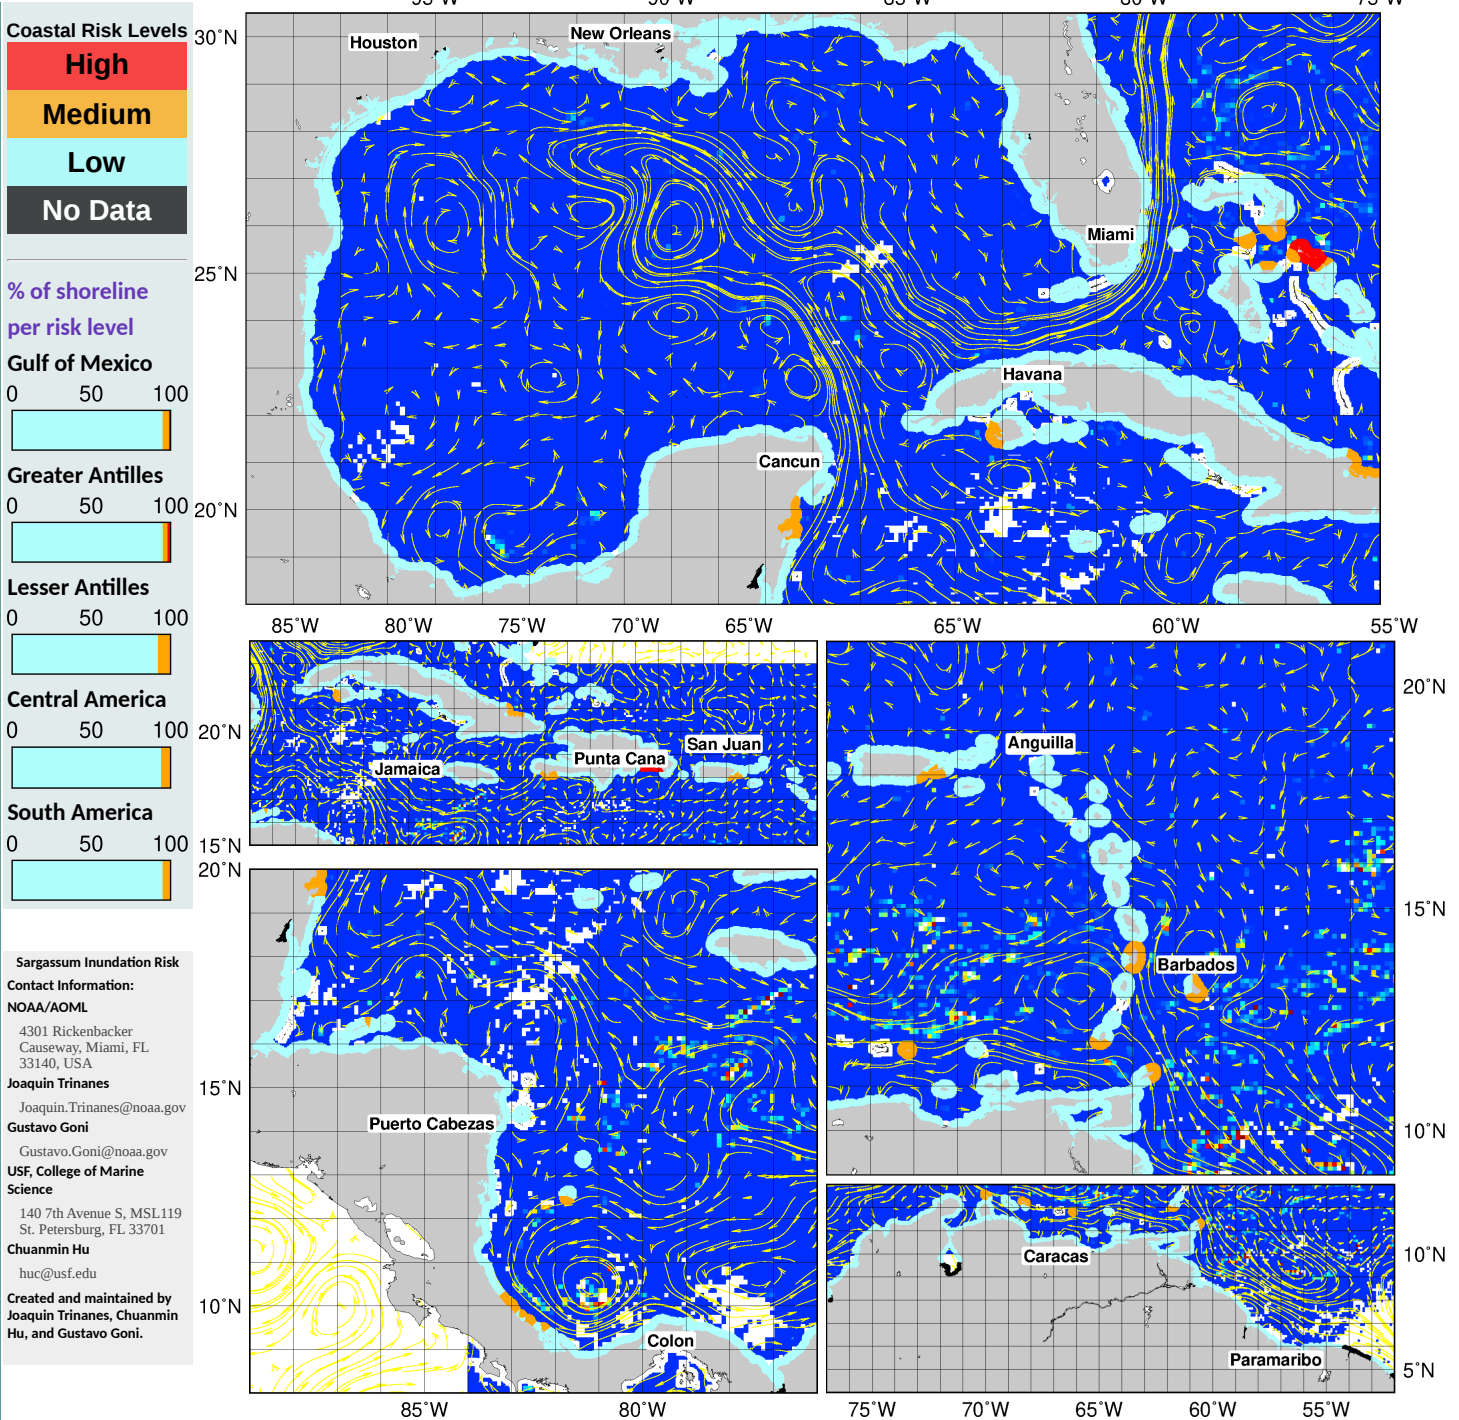 Coastal Risk Levels
High
Medium
Low
No Data
% of shoreline
per risk level
Gulf of Mexico
0 50 100
Greater Antilles
0 50 100
Lesser Antilles
0 50 100
Central America
0 50 100
South America
0 50 100
Sargassum Inundation Risk
Contact Information:
NOAA/AOML
4301 Rickenbacker
Causeway, Miami, FL
33140, USA
Joaquin Trinanes
Joaquin.Trinanes@noaa.gov
Gustavo Goni
Gustavo.Goni@noaa.gov
USF, College of Marine
Science
140 7th Avenue S, MSL119
St. Petersburg, FL 33701
Chuanmin Hu
huc@usf.edu
Created and maintained by
Joaquin Trinanes, Chuanmin
Hu, and Gustavo Goni.
95°W 90°W 85°W 80°W 75°W
30°N
25°N
20°N
Houston
New Orleans
Miami
Havana
Cancun
85°W 80°W 75°W 70°W 65°W
20°N
15°N
Jamaica
Punta Cana
San Juan
20°N
15°N
10°N
Puerto Cabezas
Colon
85°W 80°W
65°W 60°W 55°W
20°N
15°N
10°N
Anguilla
Barbados
10°N
5°N
Caracas
Paramaribo
75°W 70°W 65°W 60°W 55°W